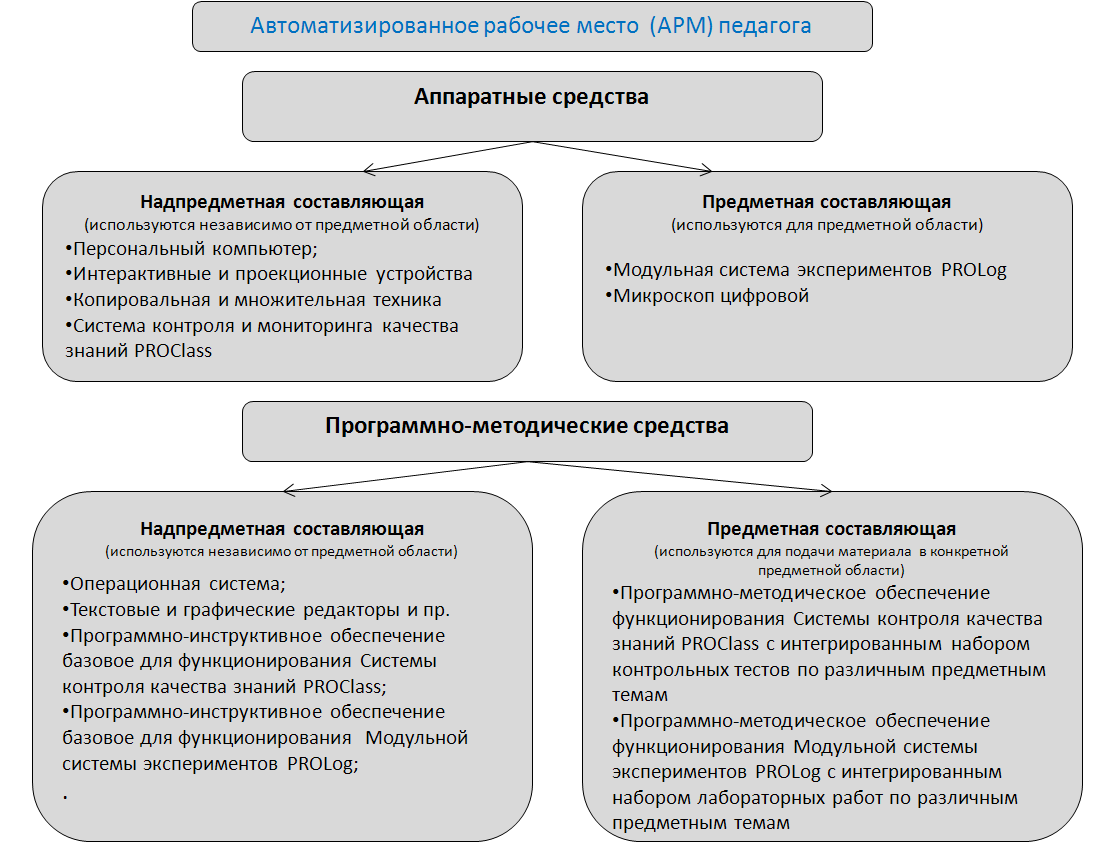 Автоматизированное рабочее место (АРМ) педагога
Аппаратные средства
Надпредметная составляющая
(используются независимо от предметной области)
•Персональный компьютер;
•Интерактивные и проекционные устройства
•Копировальная и множительная техника
•Система контроля и мониторинга качества
знаний PROClass
Предметная составляющая
(используются для предметной области)
•Модульная система экспериментов PROLog
•Микроскоп цифровой
Программно-методические средства
Надпредметная составляющая
(используются независимо от предметной области)
•Операционная система;
•Текстовые и графические редакторы и пр.
•Программно-инструктивное обеспечение
базовое для функционирования Системы
контроля качества знаний PROClass;
•Программно-инструктивное обеспечение
базовое для функционирования Модульной
системы экспериментов PROLog;
.
Предметная составляющая
(используются для подачи материала в конкретной
предметной области)
•Программно-методическое обеспечение
функционирования Системы контроля качества
знаний PROClass с интегрированным набором
контрольных тестов по различным предметным
темам
•Программно-методическое обеспечение
функционирования Модульной системы
экспериментов PROLog с интегрированным
набором лабораторных работ по различным
предметным темам